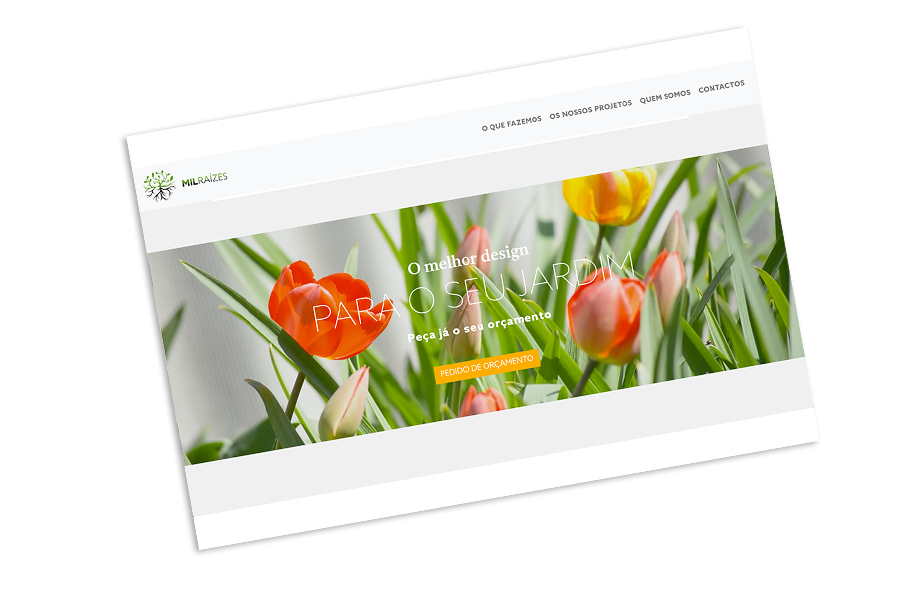 O QUE FAZEMOS OS NOSSOS PROJETOS QUEM SOMOS CONTACTOS
MILRAÍZES
O melhor design
PARA O SEU JARDIM
Peça já o seu orçamento
PEDIDO DE ORÇAMENTO